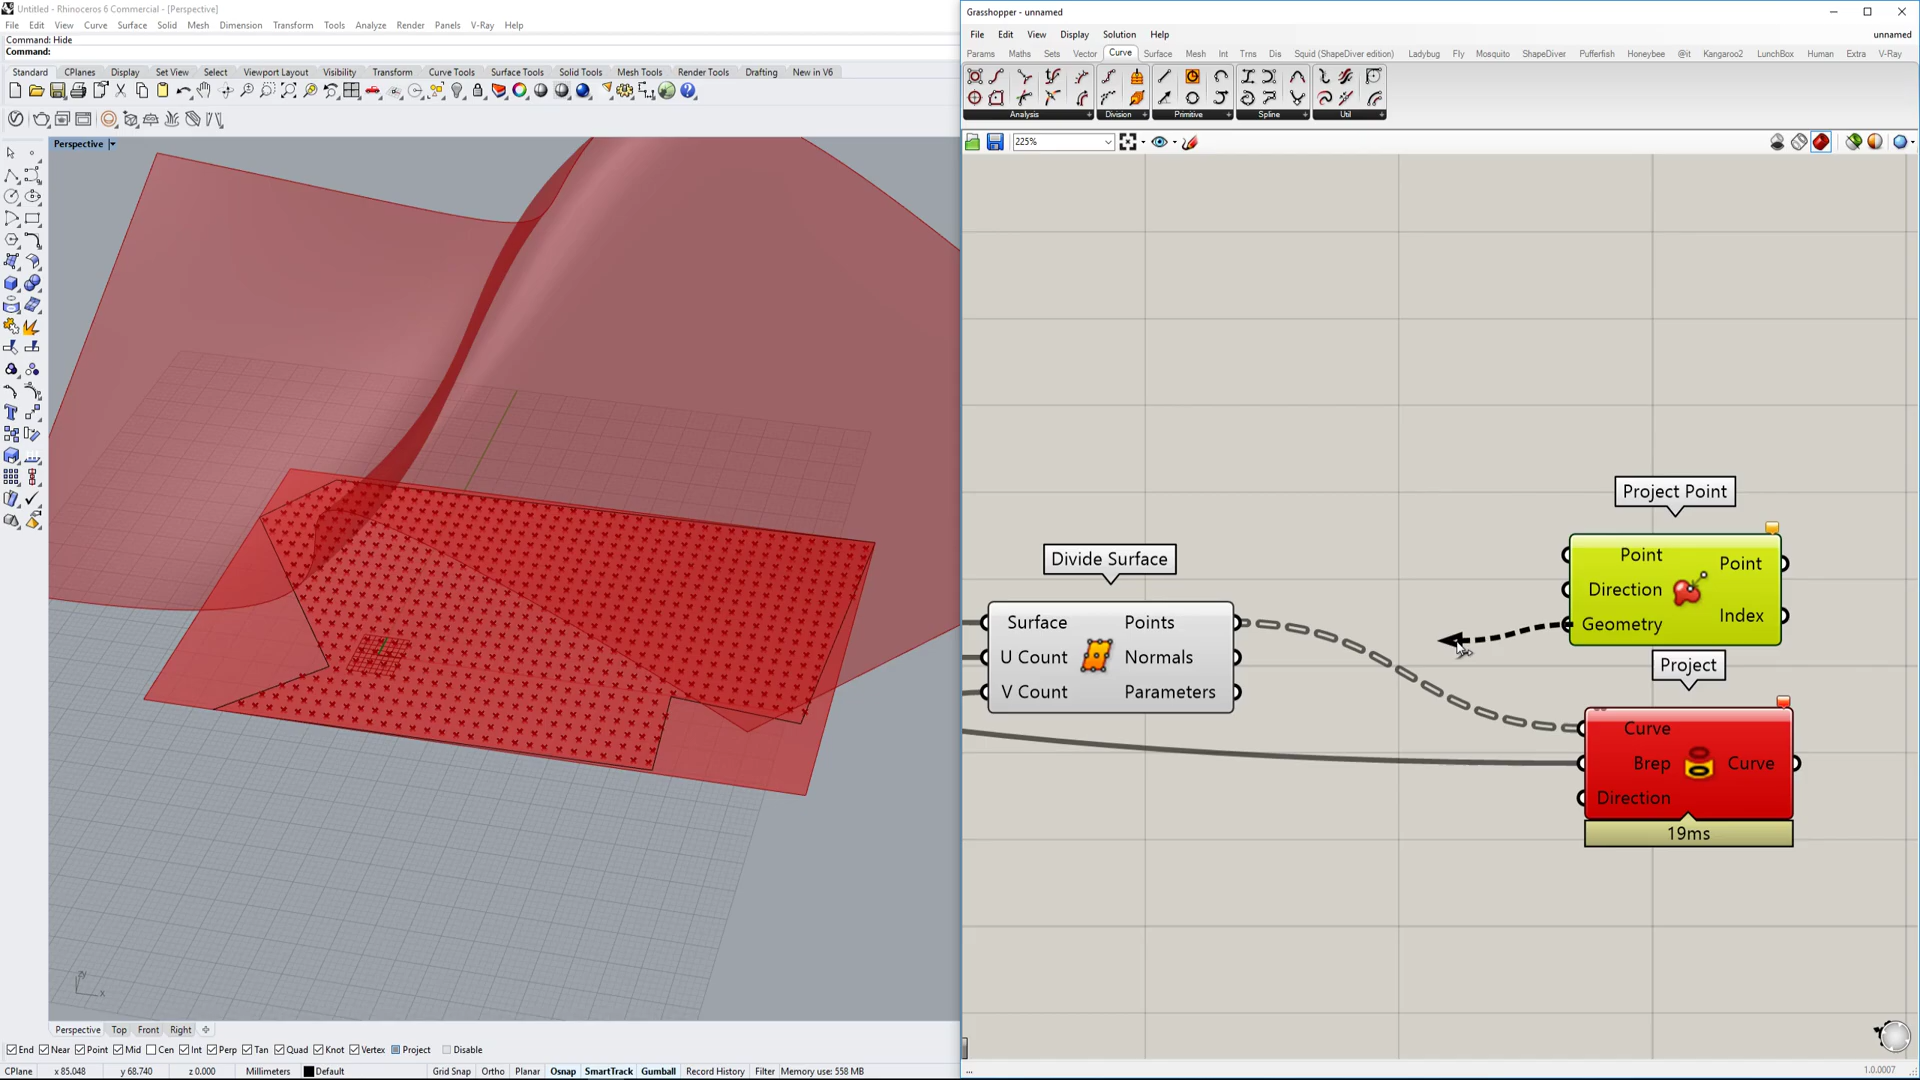 Untitled - Rhinoceros 6 Commercial - [Perspective]
File Edit View Curve Surface Solid Mesh Dimension Transform Tools Analyze Render Panels V-Ray Help
Command: Hide
Command:
Standard CPlanes Display Set View Select Viewport Layout Visibility Transform Curve Tools Surface Tools Solid Tools Mesh Tools Render Tools Drafting New in V6
Perspective
Perspective Top Front Right
End Near Point Mid Cen Int Perp Tan Quad Knot Vertex Project Disable
CPlane x 85.048 y 68.740 z 0.000 Millimeters Default Grid Snap Ortho Planar Osnap SmartTrack Gumball Record History Filter Memory use: 558 MB
Grasshopper - unnamed
File Edit View Display Solution Help unnamed
Params Maths Sets Vector Curve Surface Mesh Int Trns Dis Squid (ShapeDiver edition) Ladybug Fly Mosquito ShapeDiver Pufferfish Honeybee @it Kangaroo2 LunchBox Human Extra V-Ray
Analysis Division Primitive Spline Util
225%
Project Point
Point Point
Direction
Index
Geometry
Divide Surface
Surface Points
U Count Normals
V Count Parameters
Project
Curve
Brep Curve
Direction
19ms
... 1.0.0007